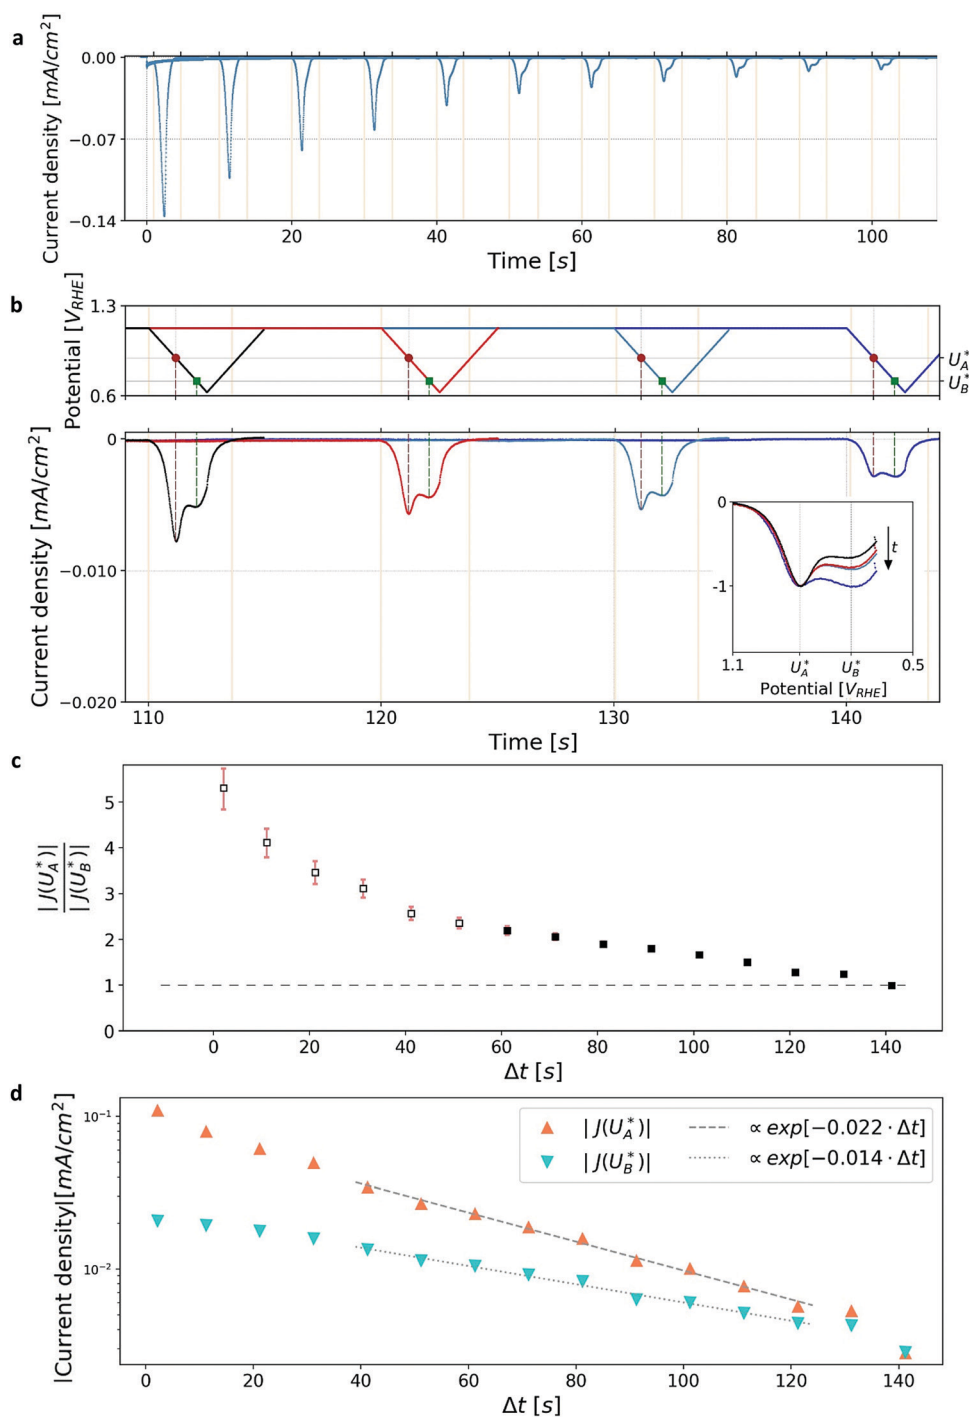 a
Current density [mA/cm²]
0.00
−0.07
−0.14
0 20 40 60 80 100
Time [s]
b
Potential [V_RHE]
1.3
0.6
U_A^*
U_B^*
Current density [mA/cm²]
0
−0.010
−0.020
0
-1
t
1.1 U_A^* U_B^* 0.5
Potential [V_RHE]
110 120 130 140
Time [s]
c
| J(U_A^*)|
| J(U_B^*)|
5
4
3
2
1
0
0 20 40 60 80 100 120 140
Δt [s]
d
|Current density|[mA/cm²]
10⁻¹
10⁻²
| J(U_A^*)| ∝ exp[−0.022 · Δt]
| J(U_B^*)| ∝ exp[−0.014 · Δt]
0 20 40 60 80 100 120 140
Δt [s]